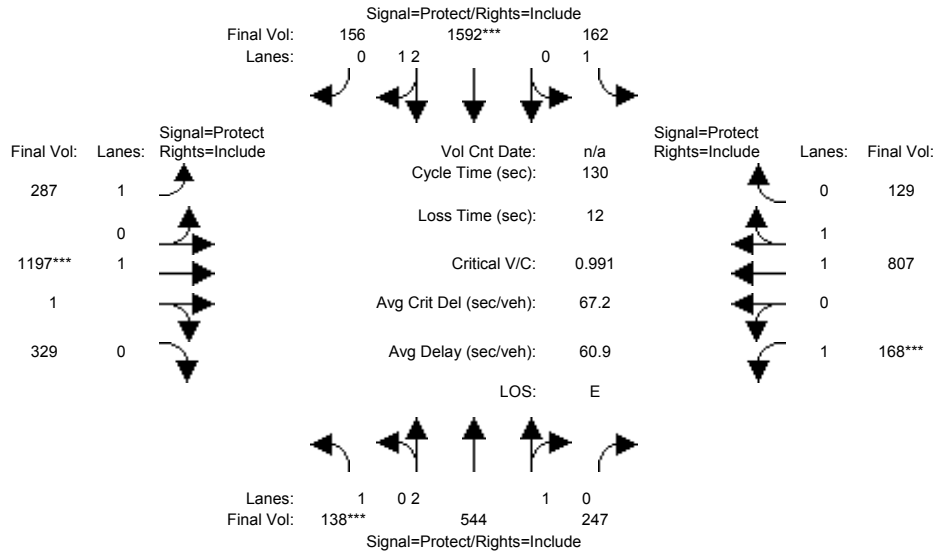 Signal=Protect/Rights=Include
Final Vol: 156 1592*** 162
Lanes: 0 1 2 0 1
Signal=Protect Signal=Protect
Final Vol: Lanes: Rights=Include Vol Cnt Date: n/a Rights=Include Lanes: Final Vol:
Cycle Time (sec): 130
287 1 0 129
Loss Time (sec): 12
0 1
1197*** 1 Critical V/C: 0.991 1 807
1 Avg Crit Del (sec/veh): 67.2 0
329 0 Avg Delay (sec/veh): 60.9 1 168***
LOS: E
Lanes: 1 0 2 1 0
Final Vol: 138*** 544 247
Signal=Protect/Rights=Include